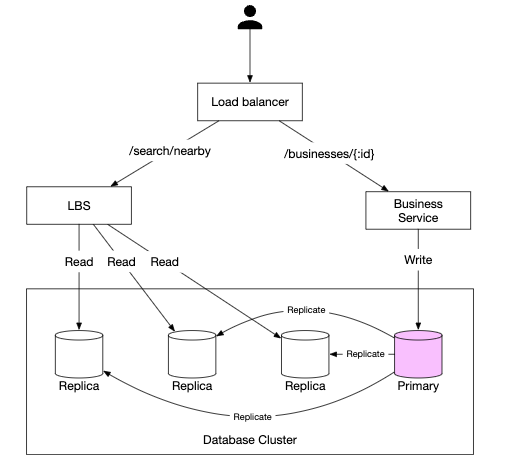 Load balancer
/search/nearby
/businesses/{:id}
LBS
Business
Service
Read
Read
Read
Write
Replicate
Replicate
Replica
Replica
Replica
Primary
Replicate
Database Cluster